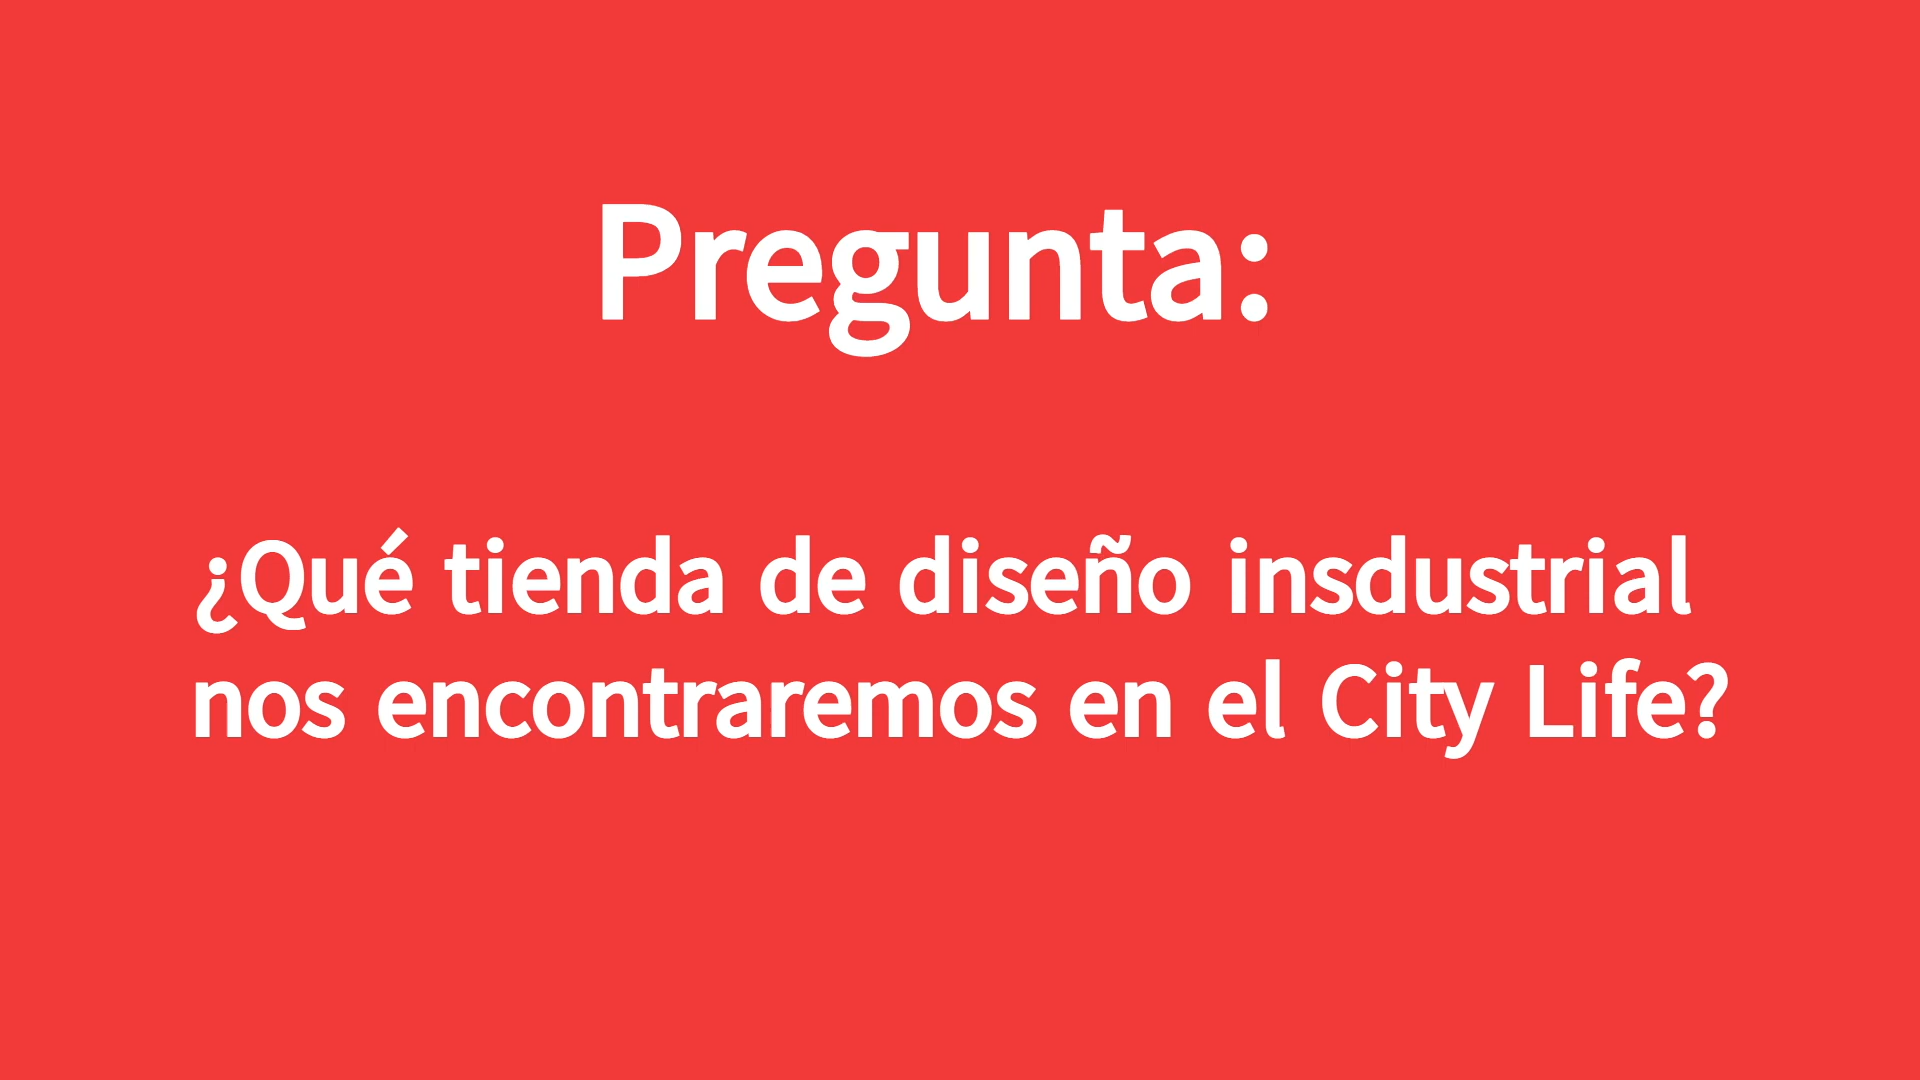 Pregunta:
¿Qué tienda de diseño insdustrial
nos encontraremos en el City Life?